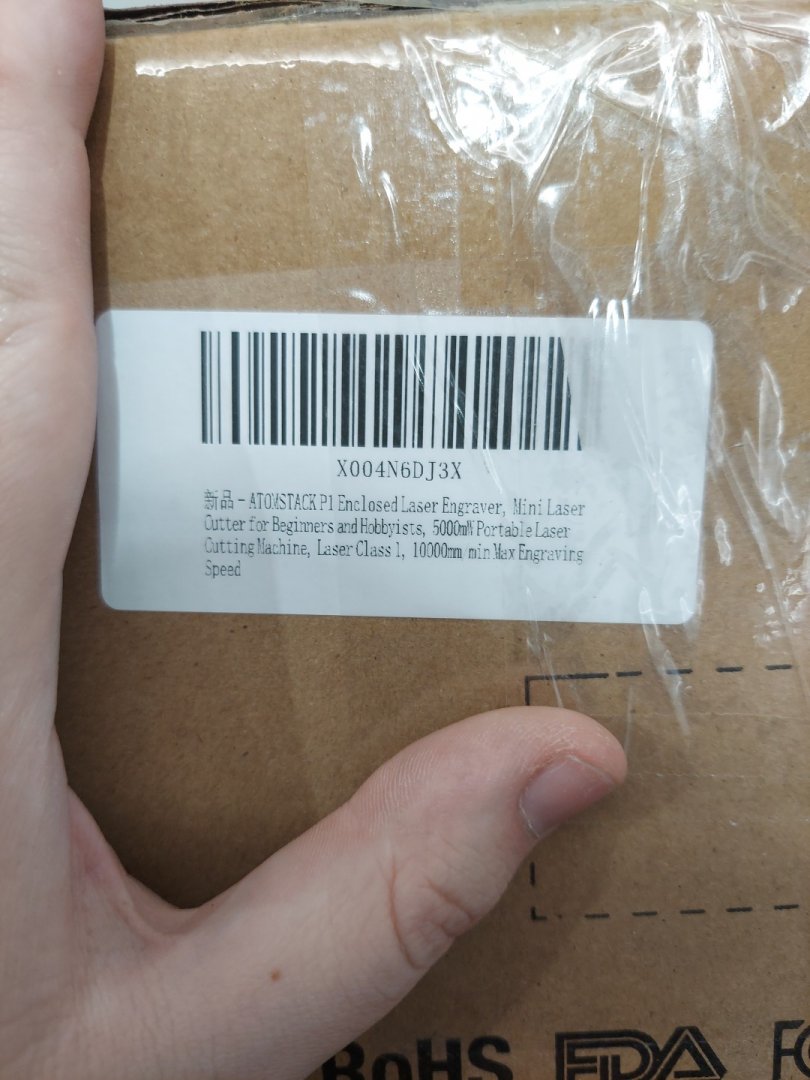 X004N6DJ3X
新品 - ATOMSTACK P1 Enclosed Laser Engraver, Mini Laser
Cutter for Beginners and Hobbyists, 5000mW Portable Laser
Cutting Machine, Laser Class 1, 10000mm/min Max Engraving
Speed
RoHS FDA